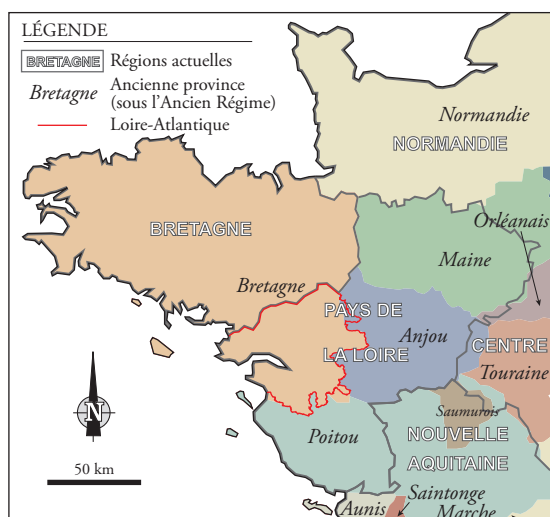 LÉGENDE
BRETAGNE Régions actuelles
Bretagne Ancienne province
(sous l'Ancien Régime)
Loire-Atlantique
Normandie
NORMANDIE
Orléanais
BRETAGNE
Maine
Bretagne
PAYS DE
LA LOIRE
Anjou
CENTRE
Touraine
Saumurois
N
Poitou
NOUVELLE
AQUITAINE
50 km
Saintonge
Aunis
Marche